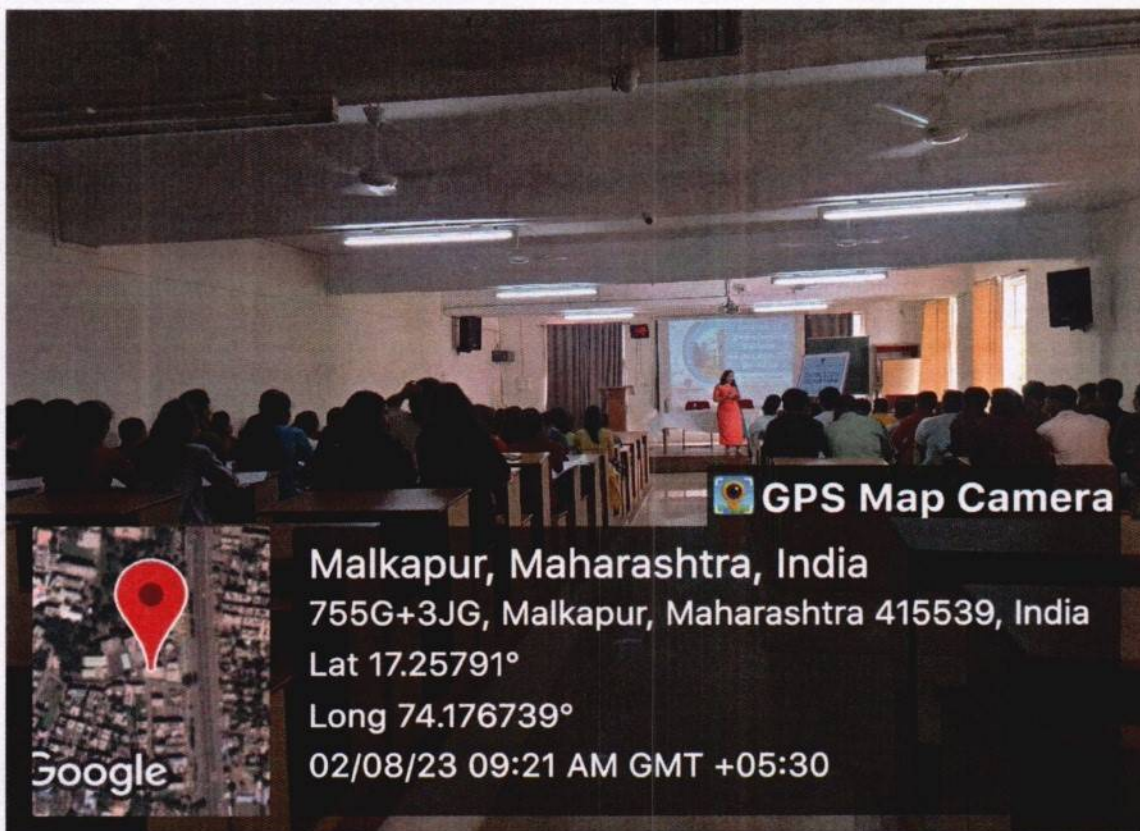 GPS Map Camera
Malkapur, Maharashtra, India
755G+3JG, Malkapur, Maharashtra 415539, India
Lat 17.25791°
Long 74.176739°
02/08/23 09:21 AM GMT +05:30
Google